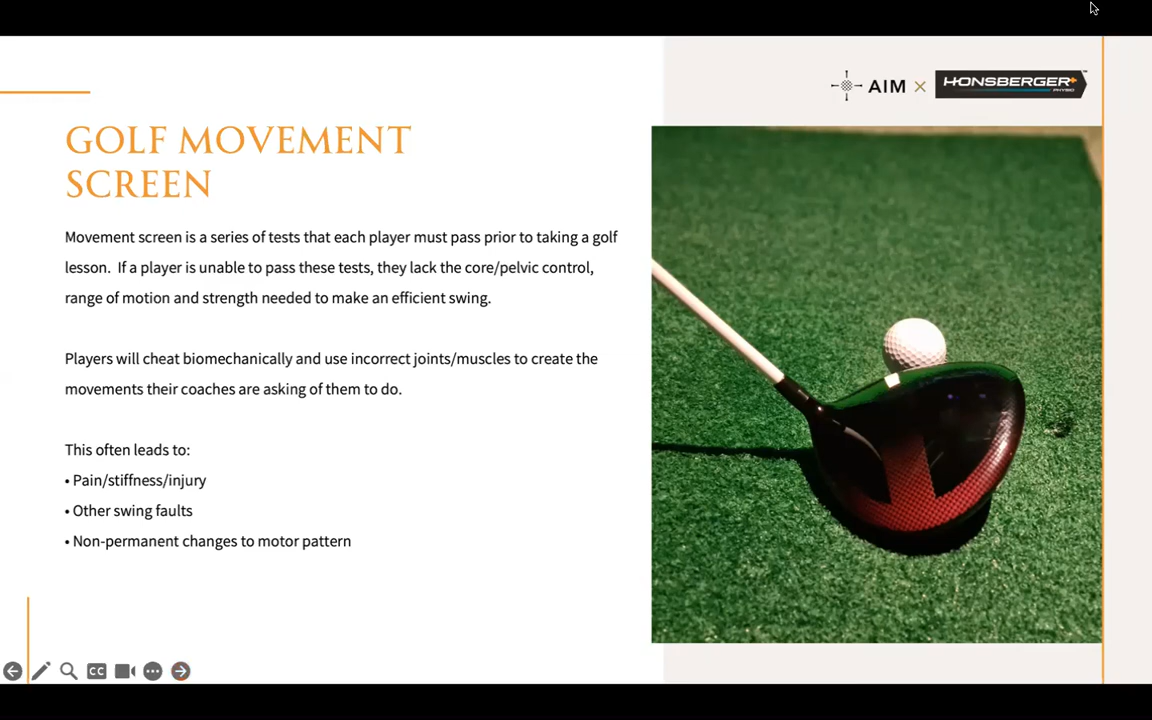 AIM × HONSBERGER+
PHYSIO
GOLF MOVEMENT
SCREEN
Movement screen is a series of tests that each player must pass prior to taking a golf
lesson.  If a player is unable to pass these tests, they lack the core/pelvic control,
range of motion and strength needed to make an efficient swing.
Players will cheat biomechanically and use incorrect joints/muscles to create the
movements their coaches are asking of them to do.
This often leads to:
• Pain/stiffness/injury
• Other swing faults
• Non-permanent changes to motor pattern
CC